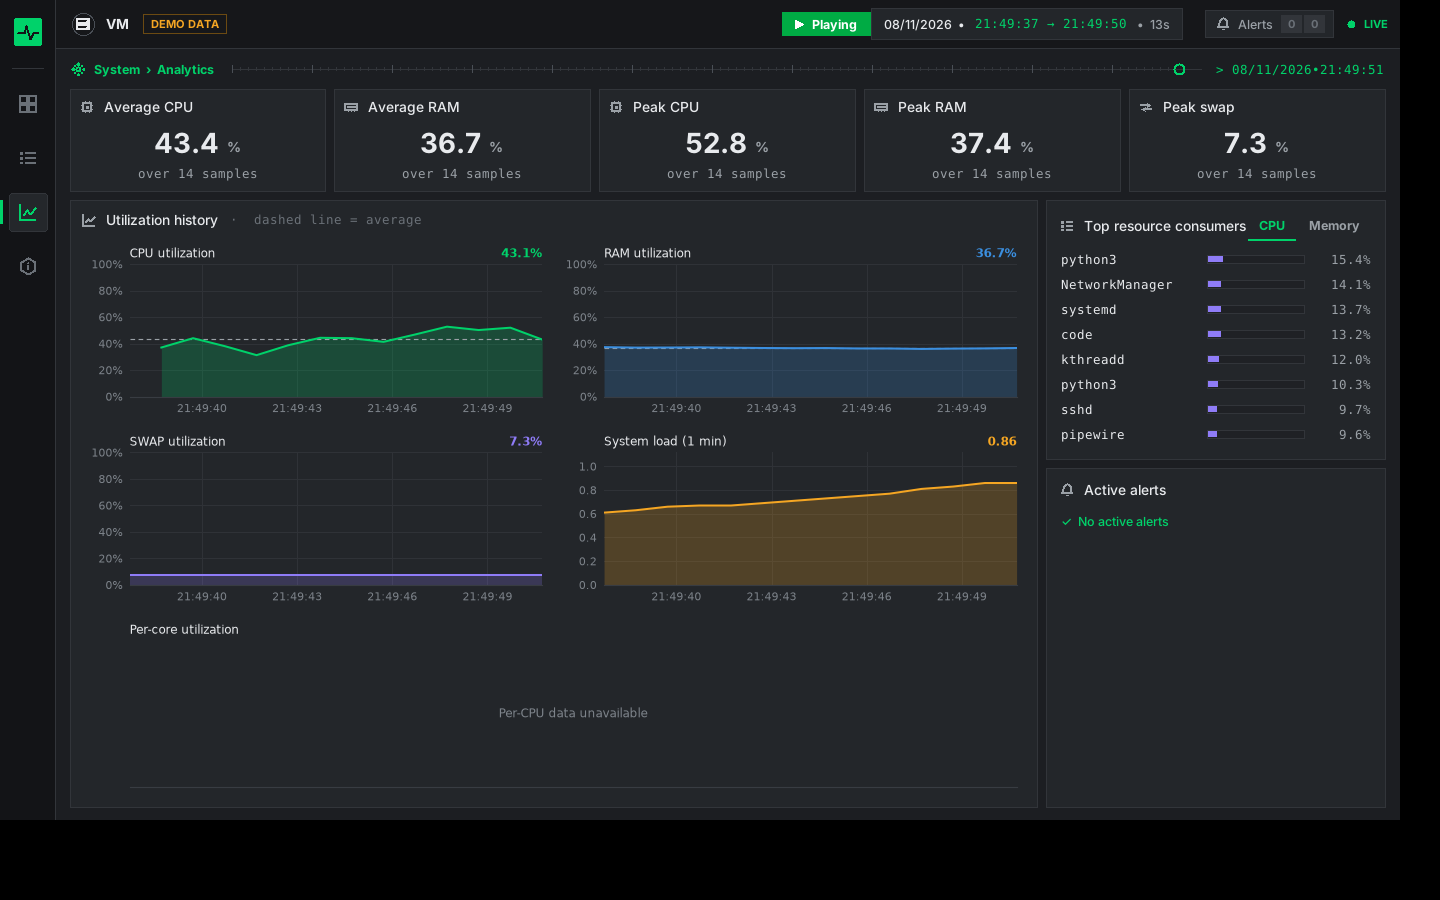 VM
DEMO DATA
Playing
08/11/2026 • 21:49:37 → 21:49:50 • 13s
Alerts 0 0
LIVE
System › Analytics
> 08/11/2026•21:49:51
Average CPU
43.4 %
over 14 samples
Average RAM
36.7 %
over 14 samples
Peak CPU
52.8 %
over 14 samples
Peak RAM
37.4 %
over 14 samples
Peak swap
7.3 %
over 14 samples
Utilization history · dashed line = average
CPU utilization 43.1%
100%
80%
60%
40%
20%
0%
21:49:40 21:49:43 21:49:46 21:49:49
RAM utilization 36.7%
100%
80%
60%
40%
20%
0%
21:49:40 21:49:43 21:49:46 21:49:49
SWAP utilization 7.3%
100%
80%
60%
40%
20%
0%
21:49:40 21:49:43 21:49:46 21:49:49
System load (1 min) 0.86
1.0
0.8
0.6
0.4
0.2
0.0
21:49:40 21:49:43 21:49:46 21:49:49
Per-core utilization
Per-CPU data unavailable
Top resource consumers CPU Memory
python3 15.4%
NetworkManager 14.1%
systemd 13.7%
code 13.2%
kthreadd 12.0%
python3 10.3%
sshd 9.7%
pipewire 9.6%
Active alerts
✓ No active alerts